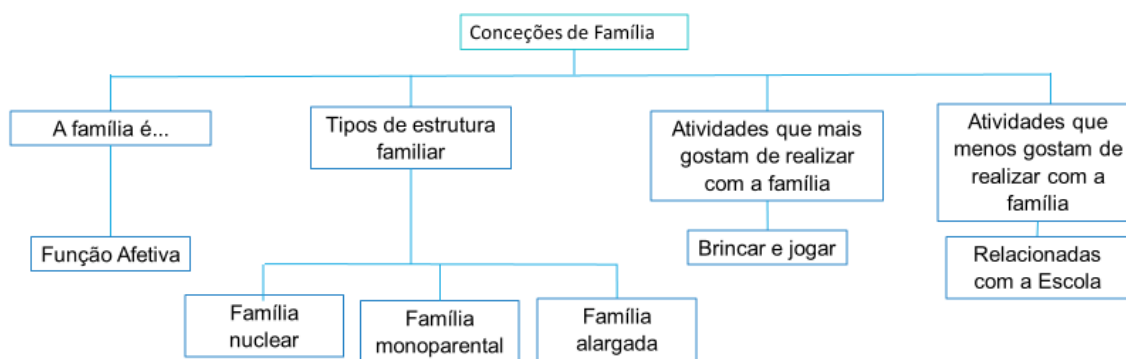 Conceções de Família
A família é...
Tipos de estrutura
familiar
Atividades que mais
gostam de realizar
com a família
Atividades que
menos gostam de
realizar com a
família
Função Afetiva
Brincar e jogar
Relacionadas
com a Escola
Família
nuclear
Família
monoparental
Família
alargada